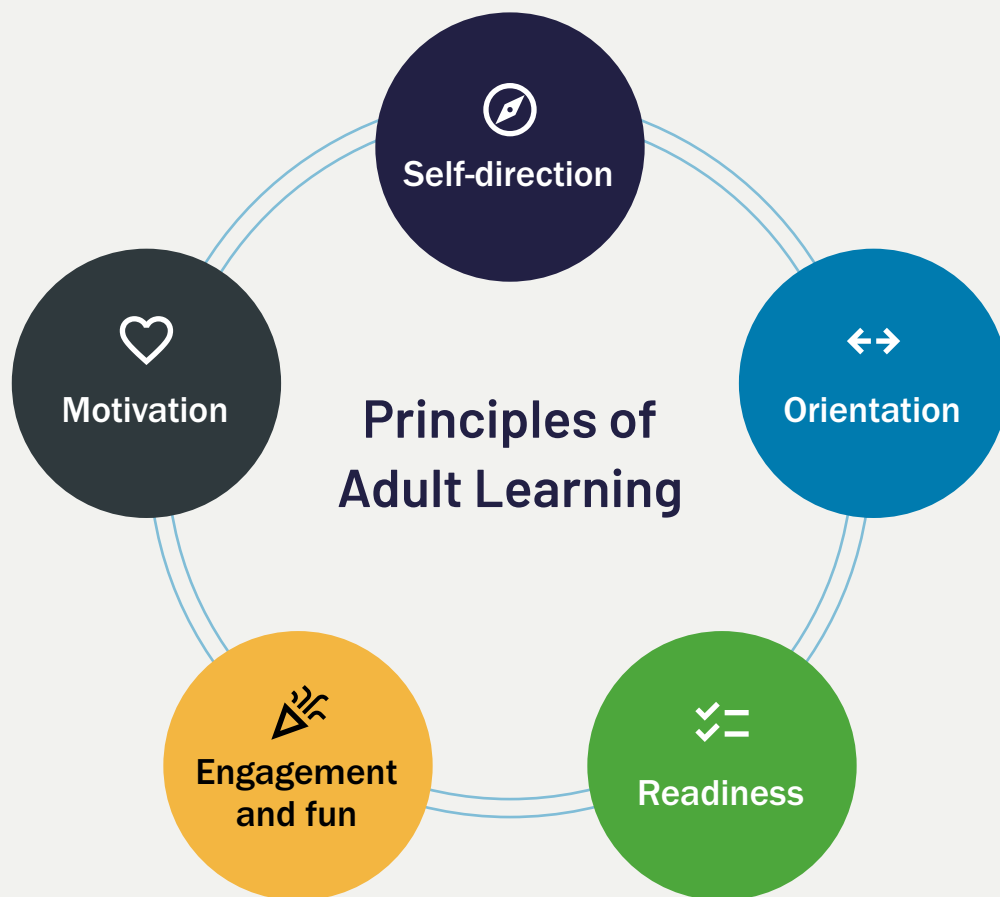 Self-direction
Orientation
Readiness
Engagement
and fun
Motivation
Principles of
Adult Learning